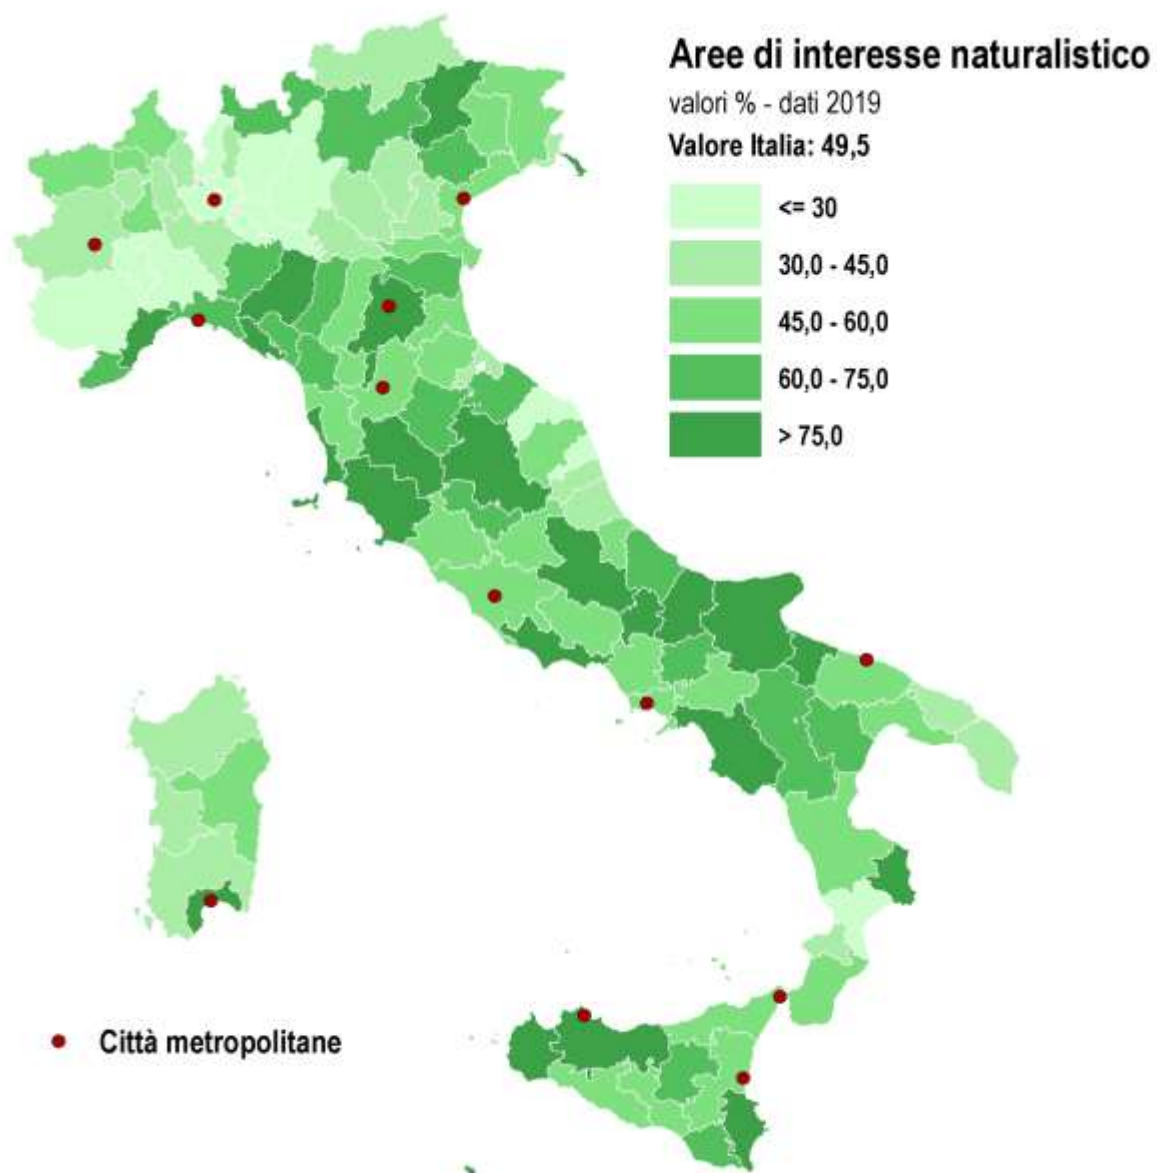 Aree di interesse naturalistico
valori % - dati 2019
Valore Italia: 49,5
<= 30
30,0 - 45,0
45,0 - 60,0
60,0 - 75,0
> 75,0
Città metropolitane